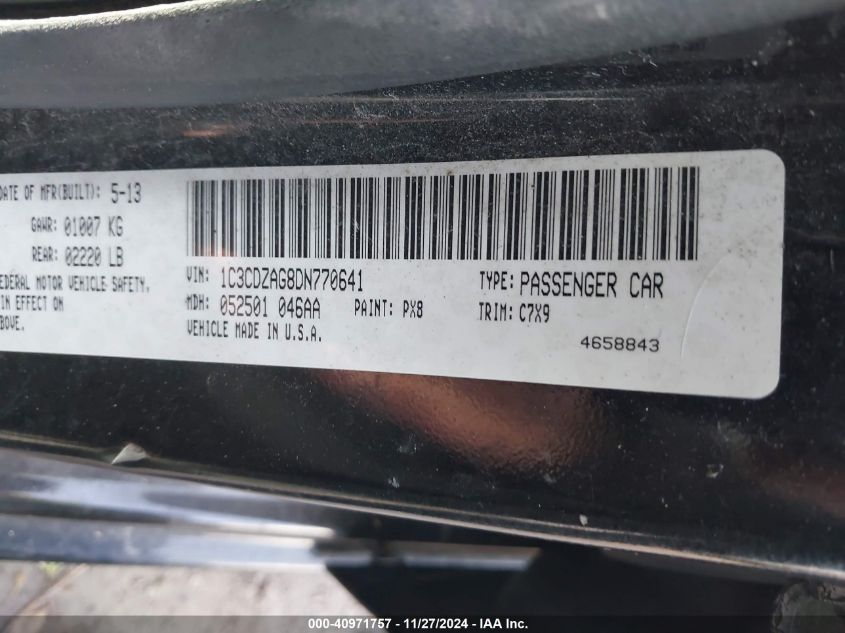 DATE OF MFR(BUILT): 5-13
GAWR: 01007 KG
REAR: 02220 LB
FEDERAL MOTOR VEHICLE SAFETY,
IN EFFECT ON
ABOVE.
VIN: 1C3CDZAG8DN770641 TYPE: PASSENGER CAR
MDH: 052501 046AA PAINT: PX8 TRIM: C7X9
VEHICLE MADE IN U.S.A.
4658843
000-40971757 - 11/27/2024 - IAA Inc.